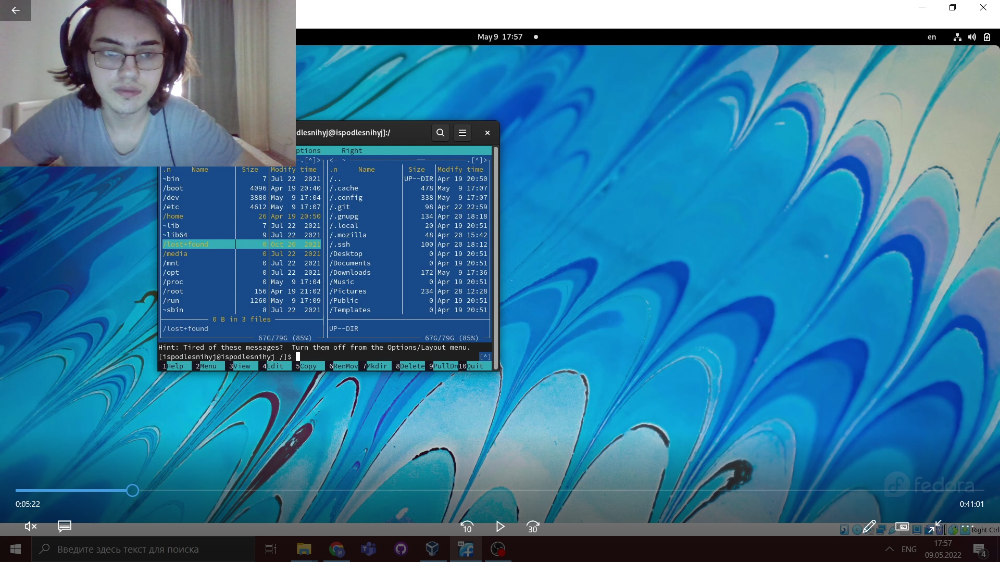 May 9 17:57
en
dlesnihyj@ispodlesnihyj]:/
ptions Right
.[^]> <— ~ .[^]>
.n Name Size Modify time .n Name Size Modify time
~bin 7 Jul 22 2021 /.. UP--DIR Apr 19 20:50
/boot 4096 Apr 19 20:40 /.cache 478 May 9 17:07
/dev 3880 May 9 17:04 /.config 338 May 9 17:07
/etc 4612 May 9 17:07 /.git 98 Apr 22 22:59
/home 26 Apr 19 20:50 /.gnupg 134 Apr 20 18:18
~lib 7 Jul 22 2021 /.local 20 Apr 19 20:51
~lib64 9 Jul 22 2021 /.mozilla 48 Apr 20 15:42
/lost+found 0 Oct 26 2021 /.ssh 100 Apr 20 18:12
/media 0 Jul 22 2021 /Desktop 0 Apr 19 20:51
/mnt 0 Jul 22 2021 /Documents 0 Apr 19 20:51
/opt 0 Jul 22 2021 /Downloads 172 May 9 17:36
/proc 0 May 9 17:04 /Music 0 Apr 19 20:51
/root 156 Apr 19 21:02 /Pictures 234 Apr 28 12:28
/run 1260 May 9 17:09 /Public 0 Apr 19 20:51
~sbin 8 Jul 22 2021 /Templates 0 Apr 19 20:51
0 B in 3 files
/lost+found UP--DIR
67G/79G (85%) 67G/79G (85%)
Hint: Tired of these messages? Turn them off from the Options/Layout menu.
[ispodlesnihyj@ispodlesnihyj /]$ [^]
1Help 2Menu 3View 4Edit 5Copy 6RenMov 7Mkdir 8Delete 9PullDn 10Quit
fedora
0:05:22 0:41:01
10 30
Right Ctrl
Введите здесь текст для поиска
64
ENG
17:57
09.05.2022
4